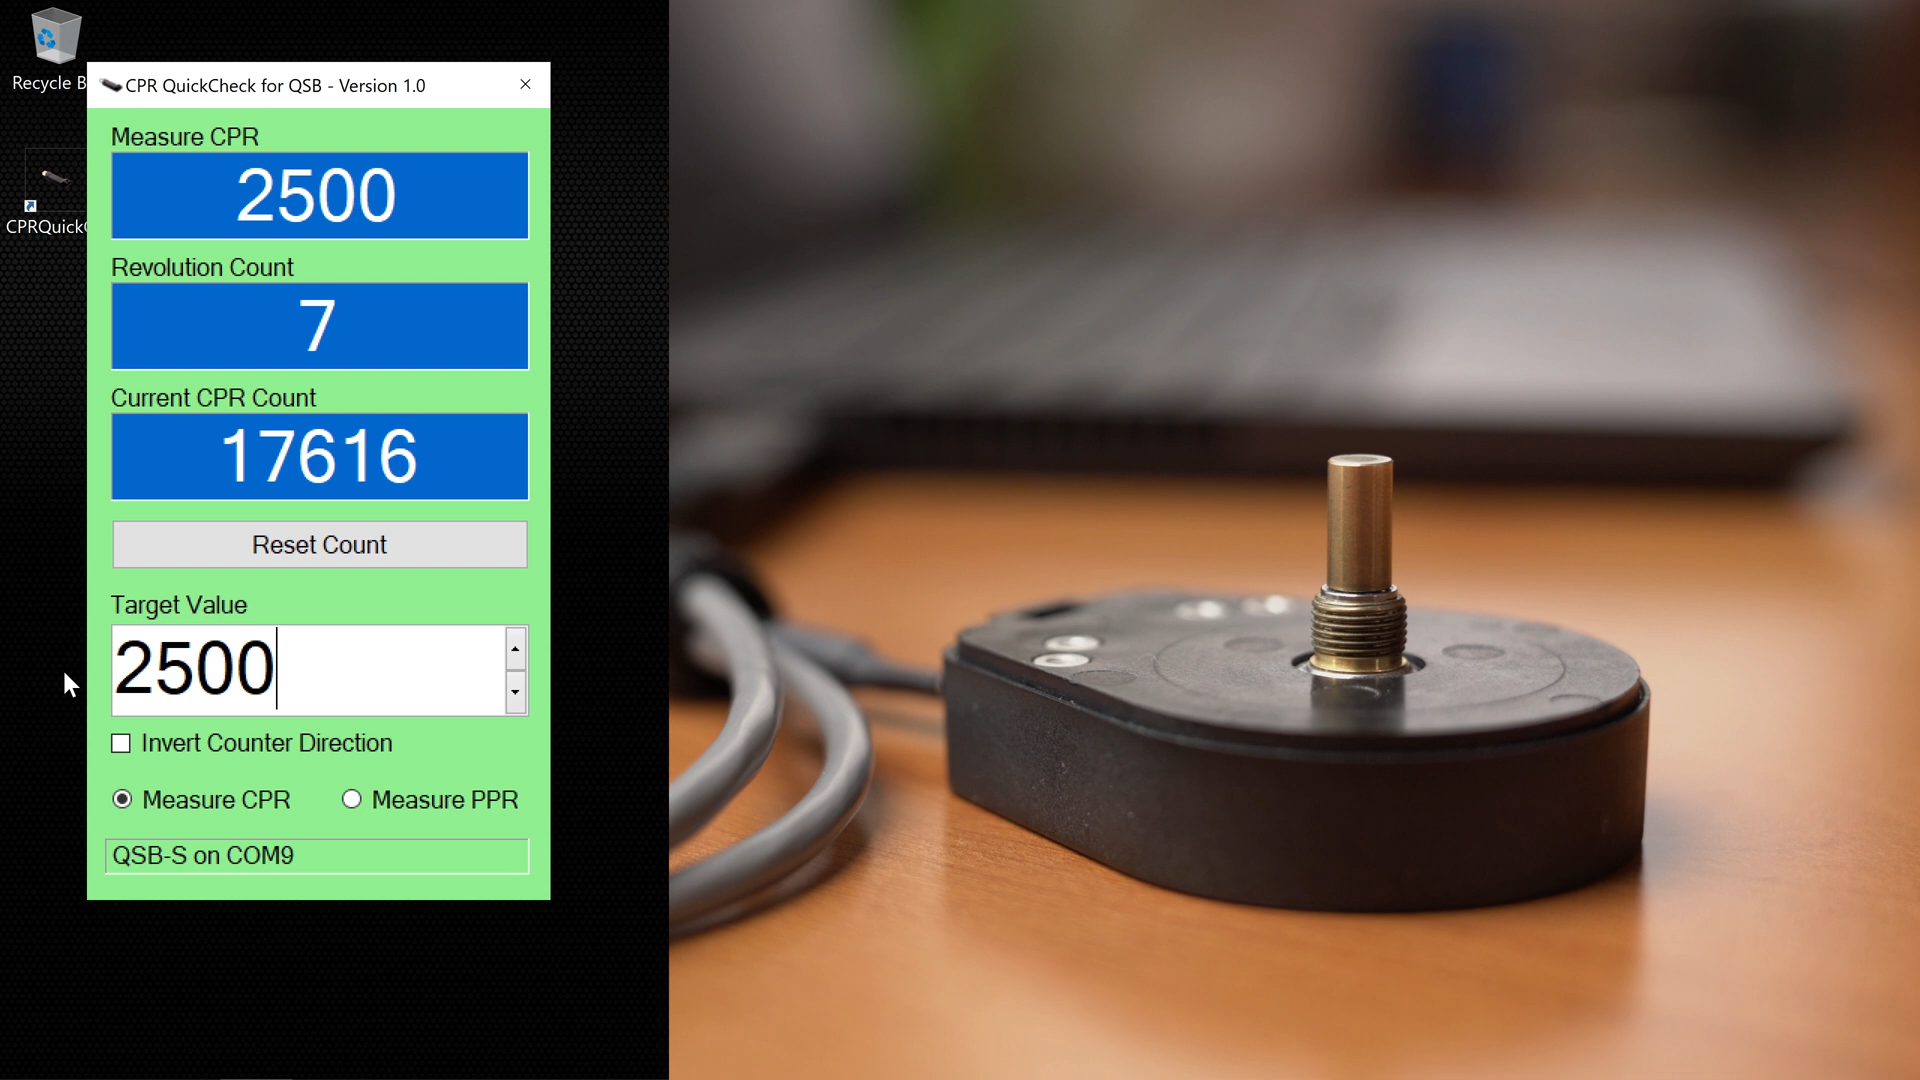 Recycle B
CPR QuickCheck for QSB - Version 1.0
Measure CPR
2500
Revolution Count
7
CPRQuick
Current CPR Count
17616
Reset Count
Target Value
2500
Invert Counter Direction
Measure CPR
Measure PPR
QSB-S on COM9